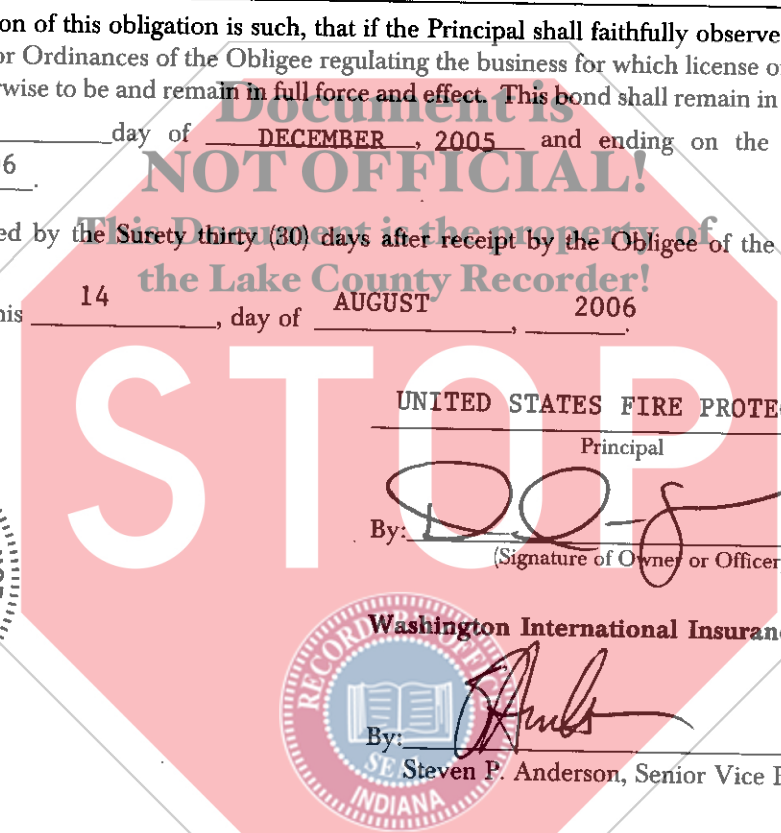 on of this obligation is such, that if the Principal shall faithfully observe
or Ordinances of the Obligee regulating the business for which license o
rwise to be and remain in full force and effect. This bond shall remain in
Document is
day of DECEMBER, 2005 and ending on the
NOT OFFICIAL!
6
ed by the Surety thirty (30) days after receipt by the Obligee of the
This Document is the property of
the Lake County Recorder!
his 14, day of AUGUST, 2006.
STOP
UNITED STATES FIRE PROTE
Principal
By:
(Signature of Owner or Officer
Washington International Insuran
RECORDER'S OFFICE
By:
SEAL
Steven P. Anderson, Senior Vice
INDIANA